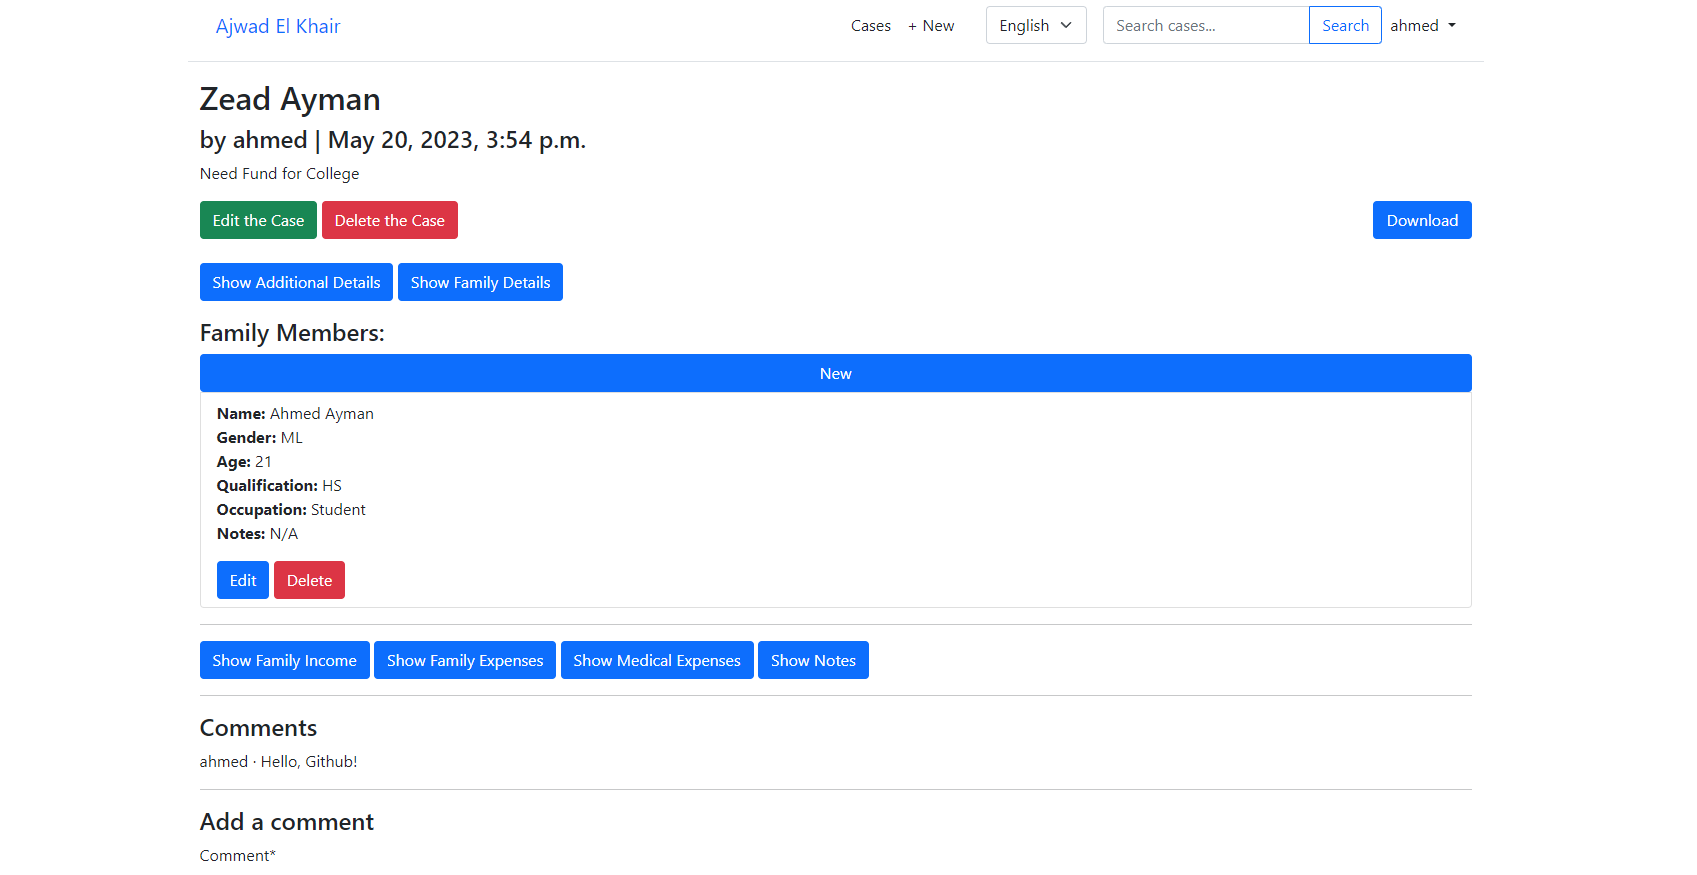 Ajwad El Khair
Cases + New English Search cases... Search ahmed
Zead Ayman
by ahmed | May 20, 2023, 3:54 p.m.
Need Fund for College
Edit the Case Delete the Case Download
Show Additional Details Show Family Details
Family Members:
New
Name: Ahmed Ayman
Gender: ML
Age: 21
Qualification: HS
Occupation: Student
Notes: N/A
Edit Delete
Show Family Income Show Family Expenses Show Medical Expenses Show Notes
Comments
ahmed · Hello, Github!
Add a comment
Comment*